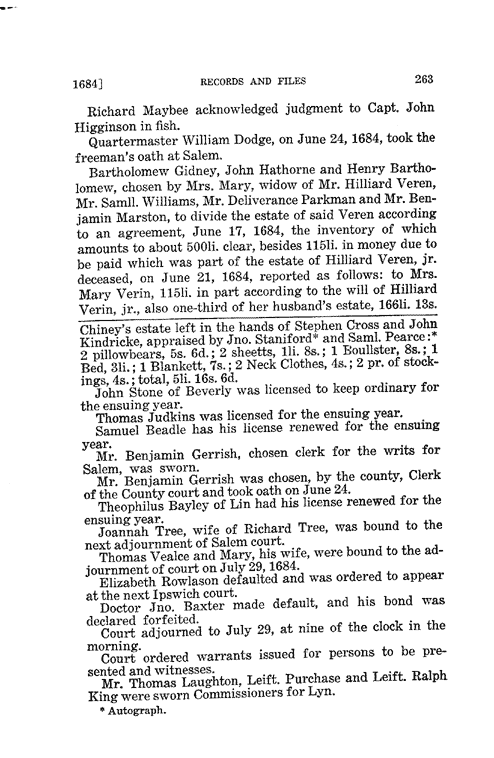 1684]
RECORDS AND FILES
263
Richard Maybee acknowledged judgment to Capt. John
Higginson in fish.
Quartermaster William Dodge, on June 24, 1684, took the
freeman's oath at Salem.
Bartholomew Gidney, John Hathorne and Henry Bartho-
lomew, chosen by Mrs. Mary, widow of Mr. Hilliard Veren,
Mr. Samll. Williams, Mr. Deliverance Parkman and Mr. Ben-
jamin Marston, to divide the estate of said Veren according
to an agreement, June 17, 1684, the inventory of which
amounts to about 500li. clear, besides 115li. in money due to
be paid which was part of the estate of Hilliard Veren, jr.
deceased, on June 21, 1684, reported as follows: to Mrs.
Mary Verin, 115li. in part according to the will of Hilliard
Verin, jr., also one-third of her husband's estate, 166li. 13s.
Chiney's estate left in the hands of Stephen Cross and John
Kindricke, appraised by Jno. Staniford* and Saml. Pearce:*
2 pillowbears, 5s. 6d.; 2 sheetts, 1li. 8s.; 1 Boullster, 8s.; 1
Bed, 3li.; 1 Blankett, 7s.; 2 Neck Clothes, 4s.; 2 pr. of stock-
ings, 4s.; total, 5li. 16s. 6d.
John Stone of Beverly was licensed to keep ordinary for
the ensuing year.
Thomas Judkins was licensed for the ensuing year.
Samuel Beadle has his license renewed for the ensuing
year.
Mr. Benjamin Gerrish, chosen clerk for the writs for
Salem, was sworn.
Mr. Benjamin Gerrish was chosen, by the county, Clerk
of the County court and took oath on June 24.
Theophilus Bayley of Lin had his license renewed for the
ensuing year.
Joannah Tree, wife of Richard Tree, was bound to the
next adjournment of Salem court.
Thomas Vealce and Mary, his wife, were bound to the ad-
journment of court on July 29, 1684.
Elizabeth Rowlason defaulted and was ordered to appear
at the next Ipswich court.
Doctor Jno. Baxter made default, and his bond was
declared forfeited.
Court adjourned to July 29, at nine of the clock in the
morning.
Court ordered warrants issued for persons to be pre-
sented and witnesses.
Mr. Thomas Laughton, Leift. Purchase and Leift. Ralph
King were sworn Commissioners for Lyn.
* Autograph.